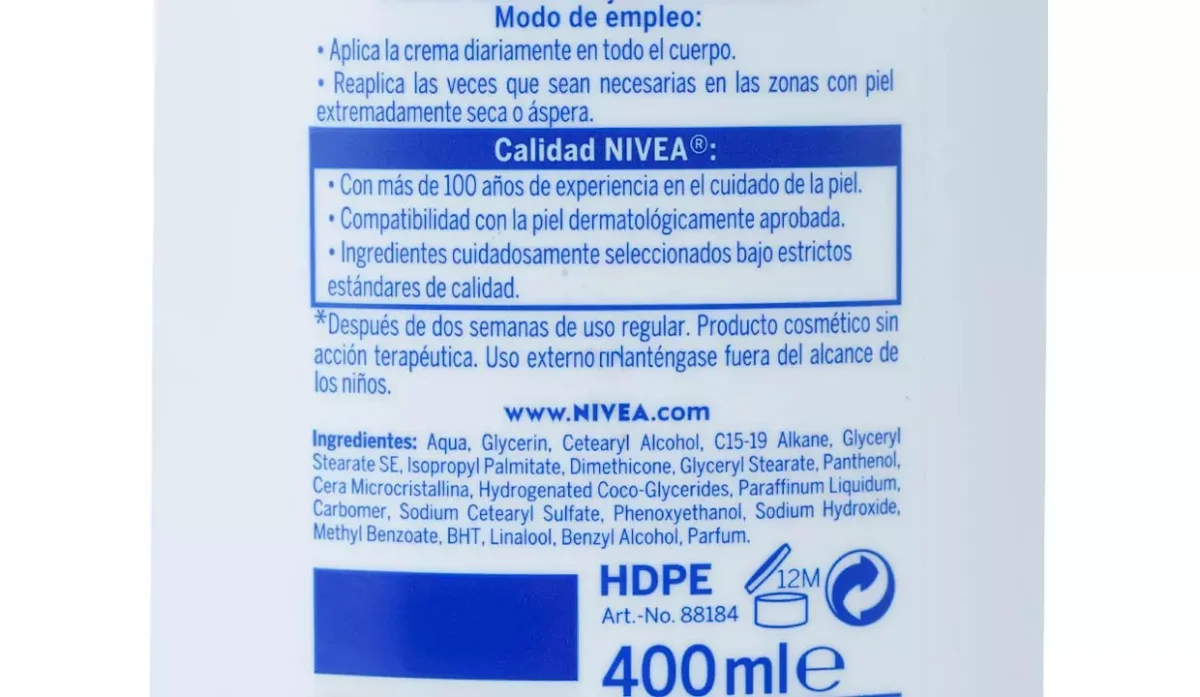 Modo de empleo:
• Aplica la crema diariamente en todo el cuerpo.
• Reaplica las veces que sean necesarias en las zonas con piel
extremadamente seca o áspera.
Calidad NIVEA®:
• Con más de 100 años de experiencia en el cuidado de la piel.
• Compatibilidad con la piel dermatológicamente aprobada.
• Ingredientes cuidadosamente seleccionados bajo estrictos
estándares de calidad.
*Después de dos semanas de uso regular. Producto cosmético sin
acción terapéutica. Uso externo fuera del alcance de
los niños.
www.NIVEA.com
Ingredientes: Aqua, Glycerin, Cetearyl Alcohol, C15-19 Alkane, Glyceryl
Stearate SE, Isopropyl Palmitate, Dimethicone, Glyceryl Stearate, Panthenol,
Cera Microcristallina, Hydrogenated Coco-Glycerides, Paraffinum Liquidum,
Carbomer, Sodium Cetearyl Sulfate, Phenoxyethanol, Sodium Hydroxide,
Methyl Benzoate, BHT, Linalool, Benzyl Alcohol, Parfum.
HDPE
12M
Art.-No. 88184
400 ml e